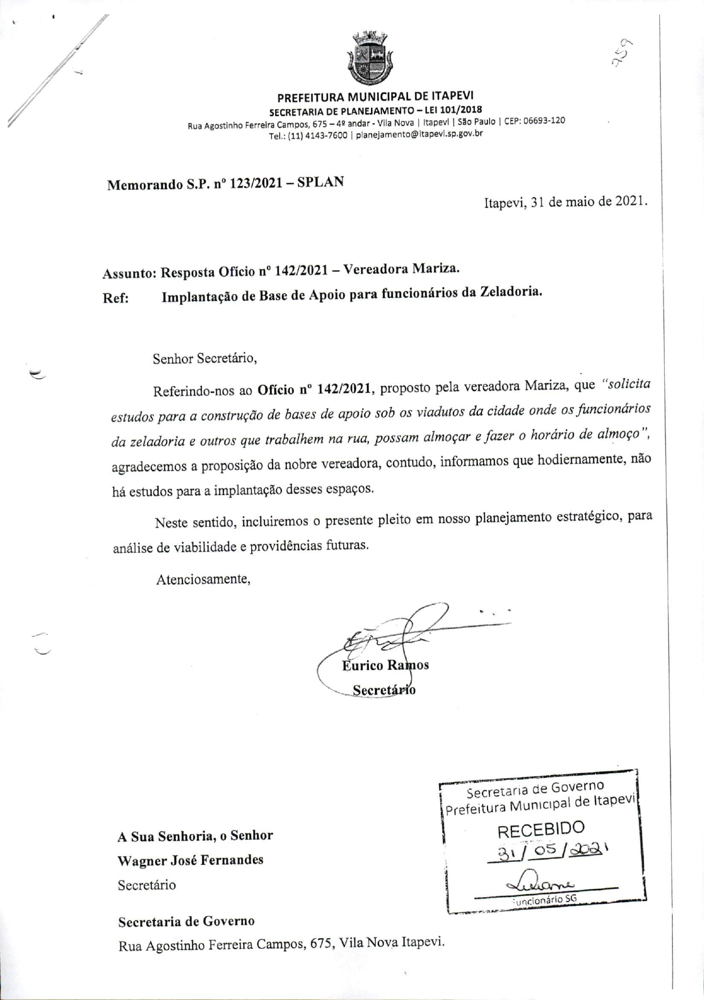 759
PREFEITURA MUNICIPAL DE ITAPEVI
SECRETARIA DE PLANEJAMENTO – LEI 101/2018
Rua Agostinho Ferreira Campos, 675 – 4º andar - Vila Nova | Itapevi | São Paulo | CEP: 06693-120
Tel.: (11) 4143-7600 | planejamento@itapevi.sp.gov.br
Memorando S.P. nº 123/2021 – SPLAN
Itapevi, 31 de maio de 2021.
Assunto: Resposta Ofício nº 142/2021 – Vereadora Mariza.
Ref: Implantação de Base de Apoio para funcionários da Zeladoria.
Senhor Secretário,
Referindo-nos ao Ofício nº 142/2021, proposto pela vereadora Mariza, que “solicita
estudos para a construção de bases de apoio sob os viadutos da cidade onde os funcionários
da zeladoria e outros que trabalhem na rua, possam almoçar e fazer o horário de almoço”,
agradecemos a proposição da nobre vereadora, contudo, informamos que hodiernamente, não
há estudos para a implantação desses espaços.
Neste sentido, incluiremos o presente pleito em nosso planejamento estratégico, para
análise de viabilidade e providências futuras.
Atenciosamente,
Eurico Ramos
Secretário
Secretaria de Governo
Prefeitura Municipal de Itapevi
RECEBIDO
31/05/2021
Funcionário SG
A Sua Senhoria, o Senhor
Wagner José Fernandes
Secretário
Secretaria de Governo
Rua Agostinho Ferreira Campos, 675, Vila Nova Itapevi.